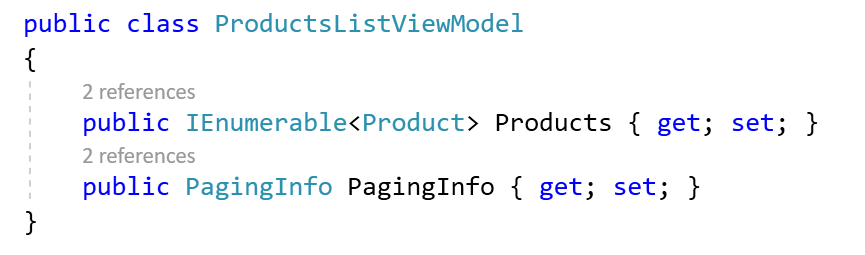 public class ProductsListViewModel
{
2 references
public IEnumerable<Product> Products { get; set; }
2 references
public PagingInfo PagingInfo { get; set; }
}